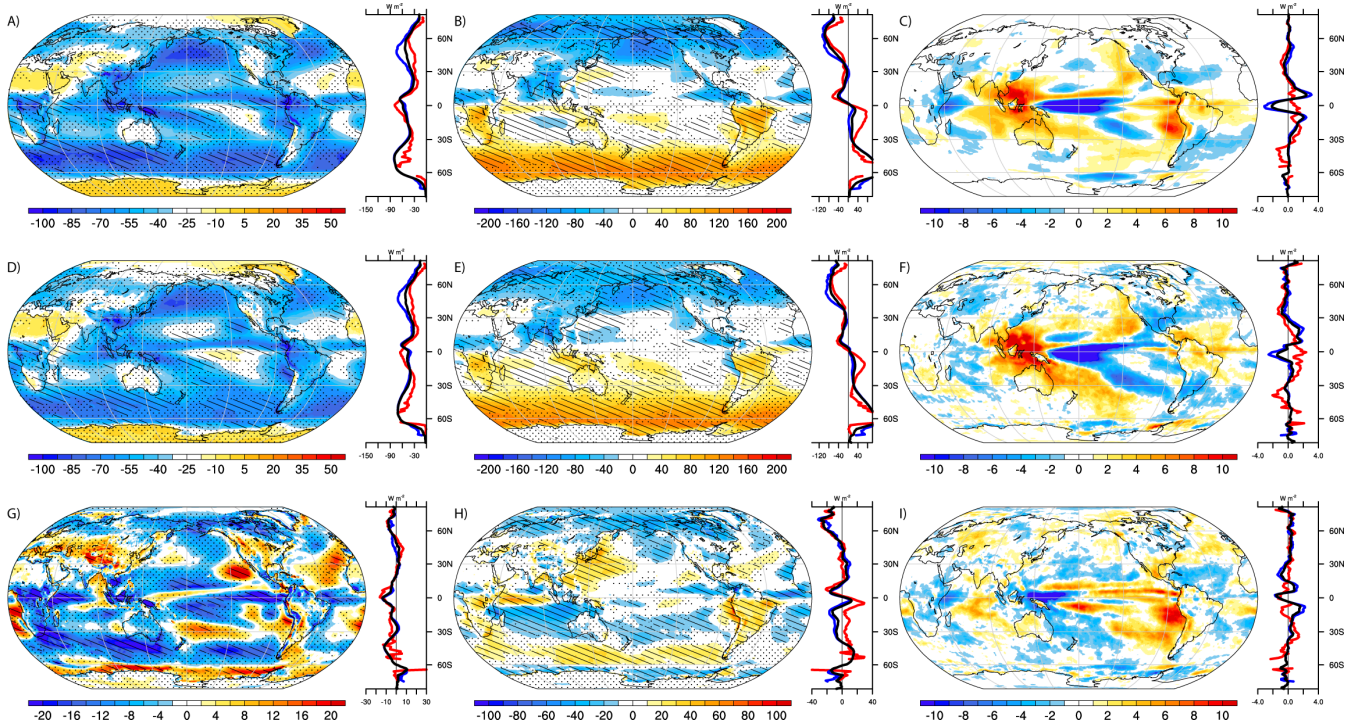 A)
W m-2
60N
30N
0
30S
60S
-100 -85 -70 -55 -40 -25 -10 5 20 35 50
-150 -90 -30
B)
W m-2
60N
30N
0
30S
60S
-200 -160 -120 -80 -40 0 40 80 120 160 200
-120 -40 40
C)
W m-2
60N
30N
0
30S
60S
-10 -8 -6 -4 -2 0 2 4 6 8 10
-4.0 0.0 4.0
D)
W m-2
60N
30N
0
30S
60S
-100 -85 -70 -55 -40 -25 -10 5 20 35 50
-150 -90 -30
E)
W m-2
60N
30N
0
30S
60S
-200 -160 -120 -80 -40 0 40 80 120 160 200
-120 -40 40
F)
W m-2
60N
30N
0
30S
60S
-10 -8 -6 -4 -2 0 2 4 6 8 10
-4.0 0.0 4.0
G)
W m-2
60N
30N
0
30S
60S
-20 -16 -12 -8 -4 0 4 8 12 16 20
-30 -10 10 30
H)
W m-2
60N
30N
0
30S
60S
-100 -80 -60 -40 -20 0 20 40 60 80 100
-40 0 40
I)
W m-2
60N
30N
0
30S
60S
-10 -8 -6 -4 -2 0 2 4 6 8 10
-4.0 0.0 4.0